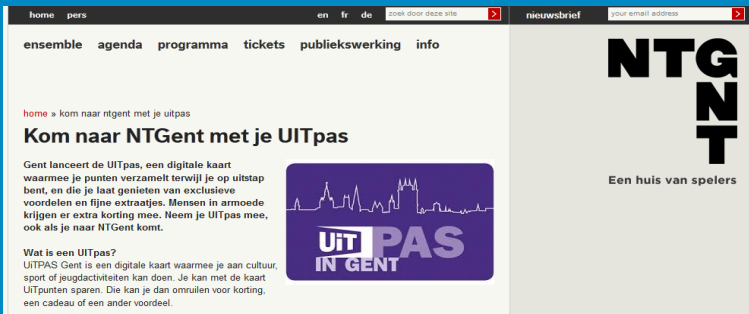 home pers en fr de zoek door deze site nieuwsbrief your email address
ensemble agenda programma tickets publiekswerking info
NTG
N
T
Een huis van spelers
home » kom naar ntgent met je uitpas
Kom naar NTGent met je UITpas
Gent lanceert de UITpas, een digitale kaart
waarmee je punten verzamelt terwijl je op uitstap
bent, en die je laat genieten van exclusieve
voordelen en fijne extraatjes. Mensen in armoede
krijgen er extra korting mee. Neem je UITpas mee,
ook als je naar NTGent komt.
UiTPAS
IN GENT
Wat is een UITpas?
UiTPAS Gent is een digitale kaart waarmee je aan cultuur,
sport of jeugdactiviteiten kan doen. Je kan met de kaart
UiTpunten sparen. Die kan je dan omruilen voor korting,
een cadeau of een ander voordeel.